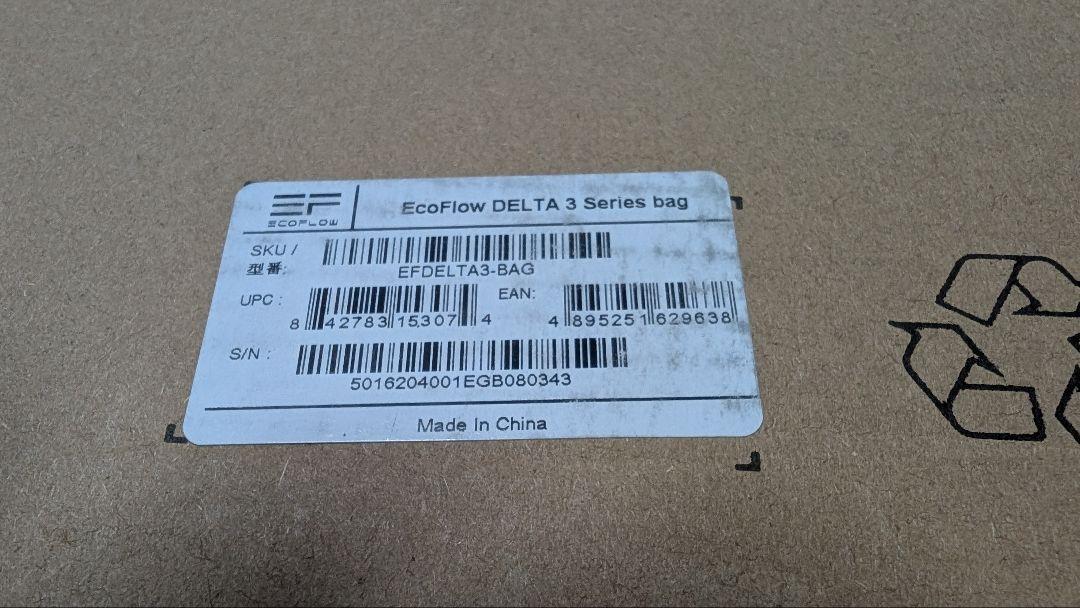 EF
ECOFLOW
EcoFlow DELTA 3 Series bag
SKU /
型番:
EFDELTA3-BAG
UPC :
8 42783 15307 4
EAN:
4 895251 629638
S/N :
5016204001EGB080343
Made In China